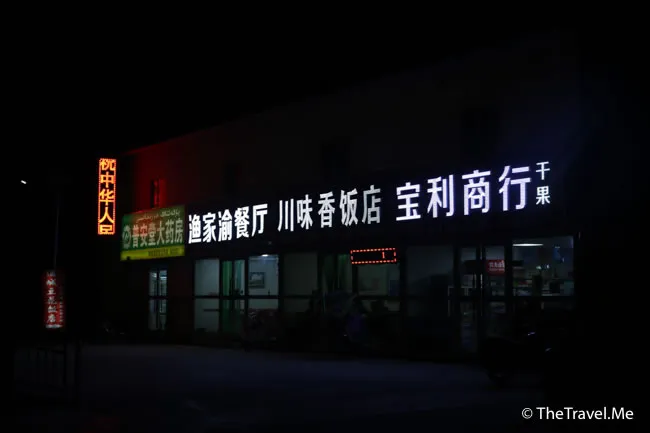 祝中华人民
普安堂大药房
渔家渝餐厅
川味香饭店
宝利商行
干果
© TheTravel.Me